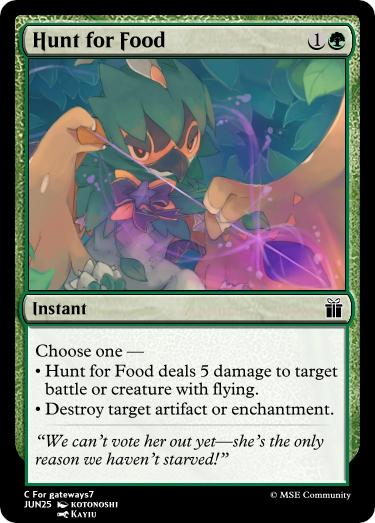 Hunt for Food 1
Instant
Choose one —
• Hunt for Food deals 5 damage to target
battle or creature with flying.
• Destroy target artifact or enchantment.
“We can’t vote her out yet—she’s the only
reason we haven’t starved!”
C For gateways7
JUN25 KOTONOSHI © MSE Community
Kayiu